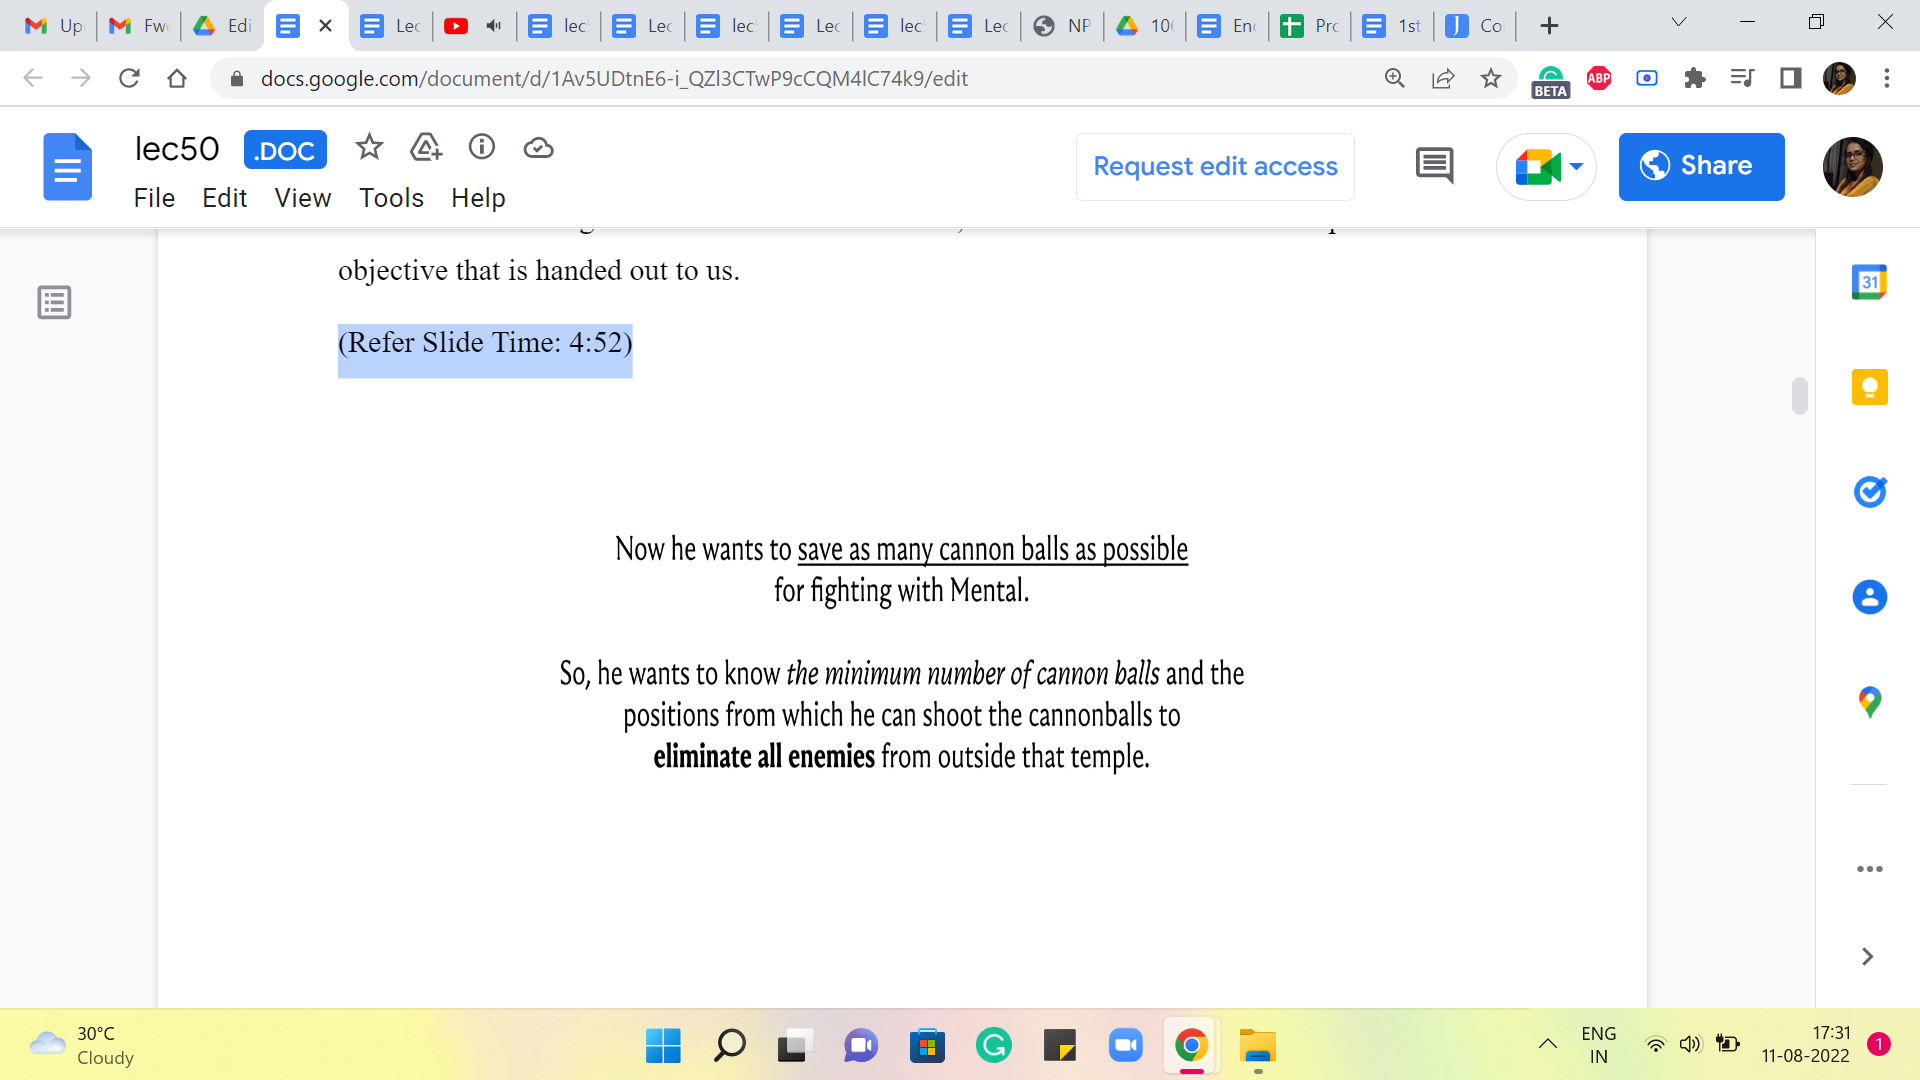 Up
Fw
Edi
Lec
lec
Lec
lec
Lec
lec
Lec
NP
10
En
Pro
1st
Co
docs.google.com/document/d/1Av5UDtnE6-i_QZl3CTwP9cCQM4lC74k9/edit
BETA
ABP
lec50
.DOC
Request edit access
Share
File Edit View Tools Help
31
objective that is handed out to us.
(Refer Slide Time: 4:52)
Now he wants to save as many cannon balls as possible
for fighting with Mental.
So, he wants to know the minimum number of cannon balls and the
positions from which he can shoot the cannonballs to
eliminate all enemies from outside that temple.
30°C
Cloudy
ENG
IN
17:31
11-08-2022
1